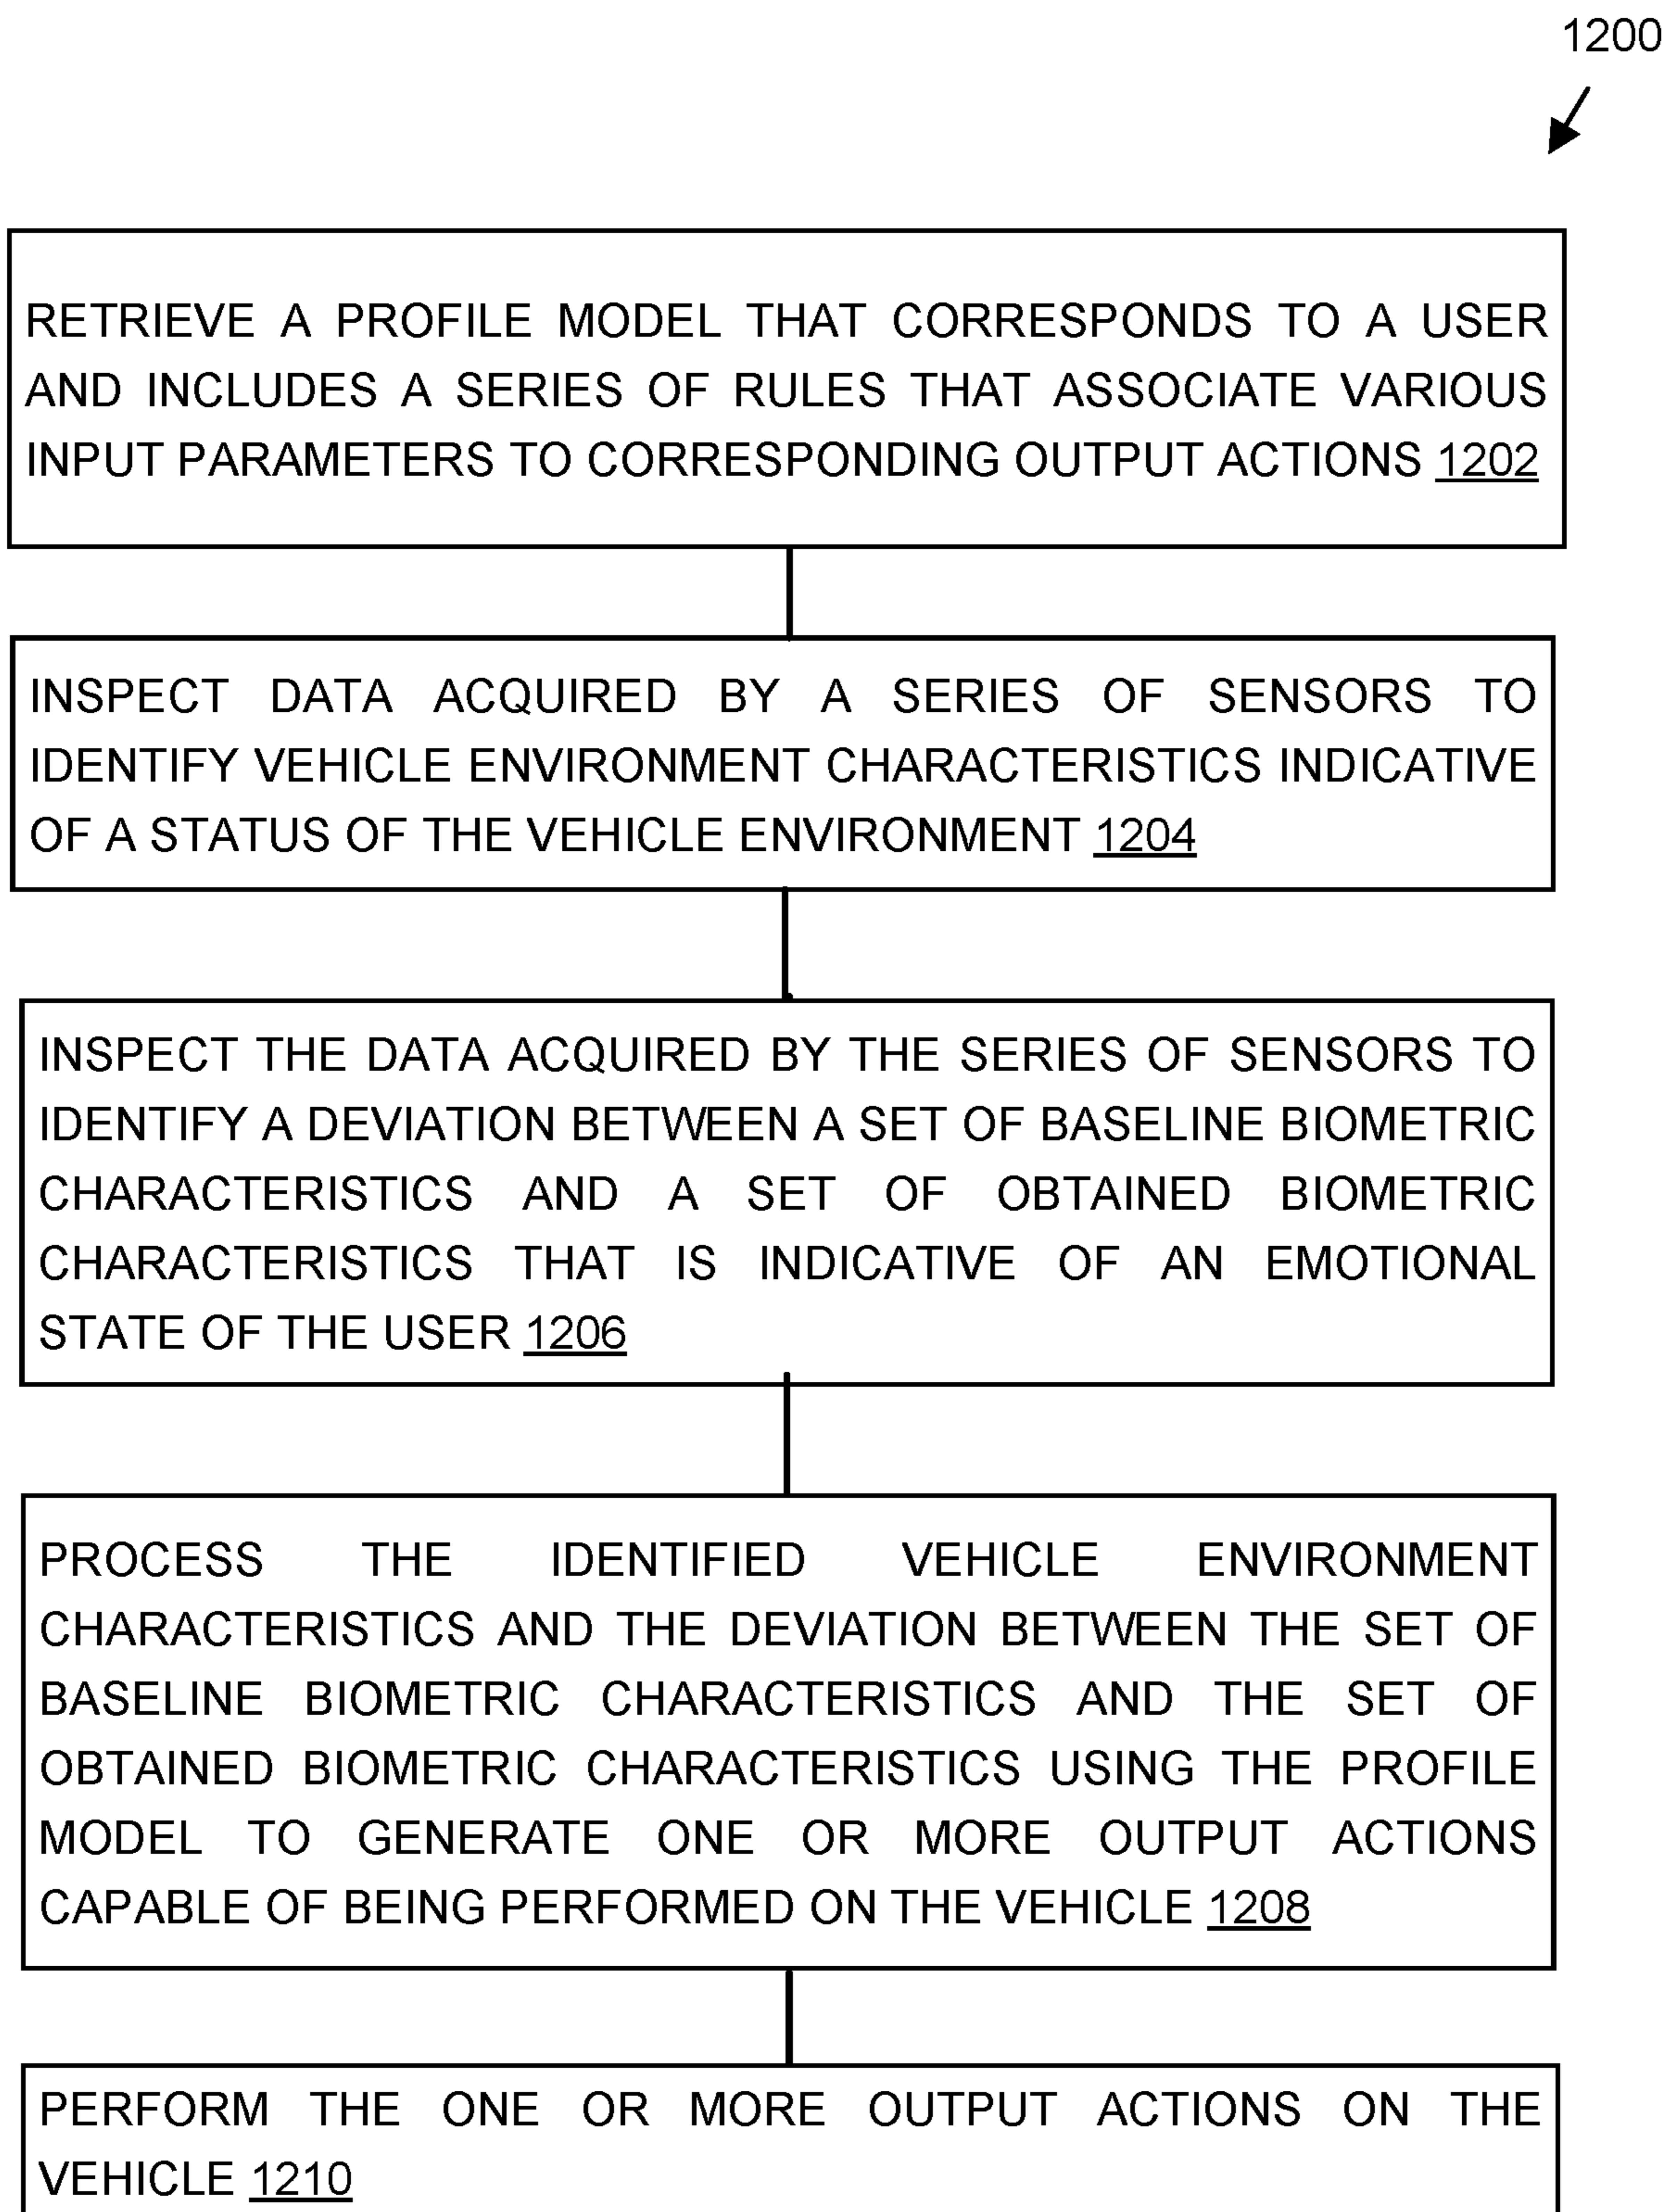 1200
RETRIEVE A PROFILE MODEL THAT CORRESPONDS TO A USER
AND INCLUDES A SERIES OF RULES THAT ASSOCIATE VARIOUS
INPUT PARAMETERS TO CORRESPONDING OUTPUT ACTIONS 1202
INSPECT DATA ACQUIRED BY A SERIES OF SENSORS TO
IDENTIFY VEHICLE ENVIRONMENT CHARACTERISTICS INDICATIVE
OF A STATUS OF THE VEHICLE ENVIRONMENT 1204
INSPECT THE DATA ACQUIRED BY THE SERIES OF SENSORS TO
IDENTIFY A DEVIATION BETWEEN A SET OF BASELINE BIOMETRIC
CHARACTERISTICS AND A SET OF OBTAINED BIOMETRIC
CHARACTERISTICS THAT IS INDICATIVE OF AN EMOTIONAL
STATE OF THE USER 1206
PROCESS THE IDENTIFIED VEHICLE ENVIRONMENT
CHARACTERISTICS AND THE DEVIATION BETWEEN THE SET OF
BASELINE BIOMETRIC CHARACTERISTICS AND THE SET OF
OBTAINED BIOMETRIC CHARACTERISTICS USING THE PROFILE
MODEL TO GENERATE ONE OR MORE OUTPUT ACTIONS
CAPABLE OF BEING PERFORMED ON THE VEHICLE 1208
PERFORM THE ONE OR MORE OUTPUT ACTIONS ON THE
VEHICLE 1210